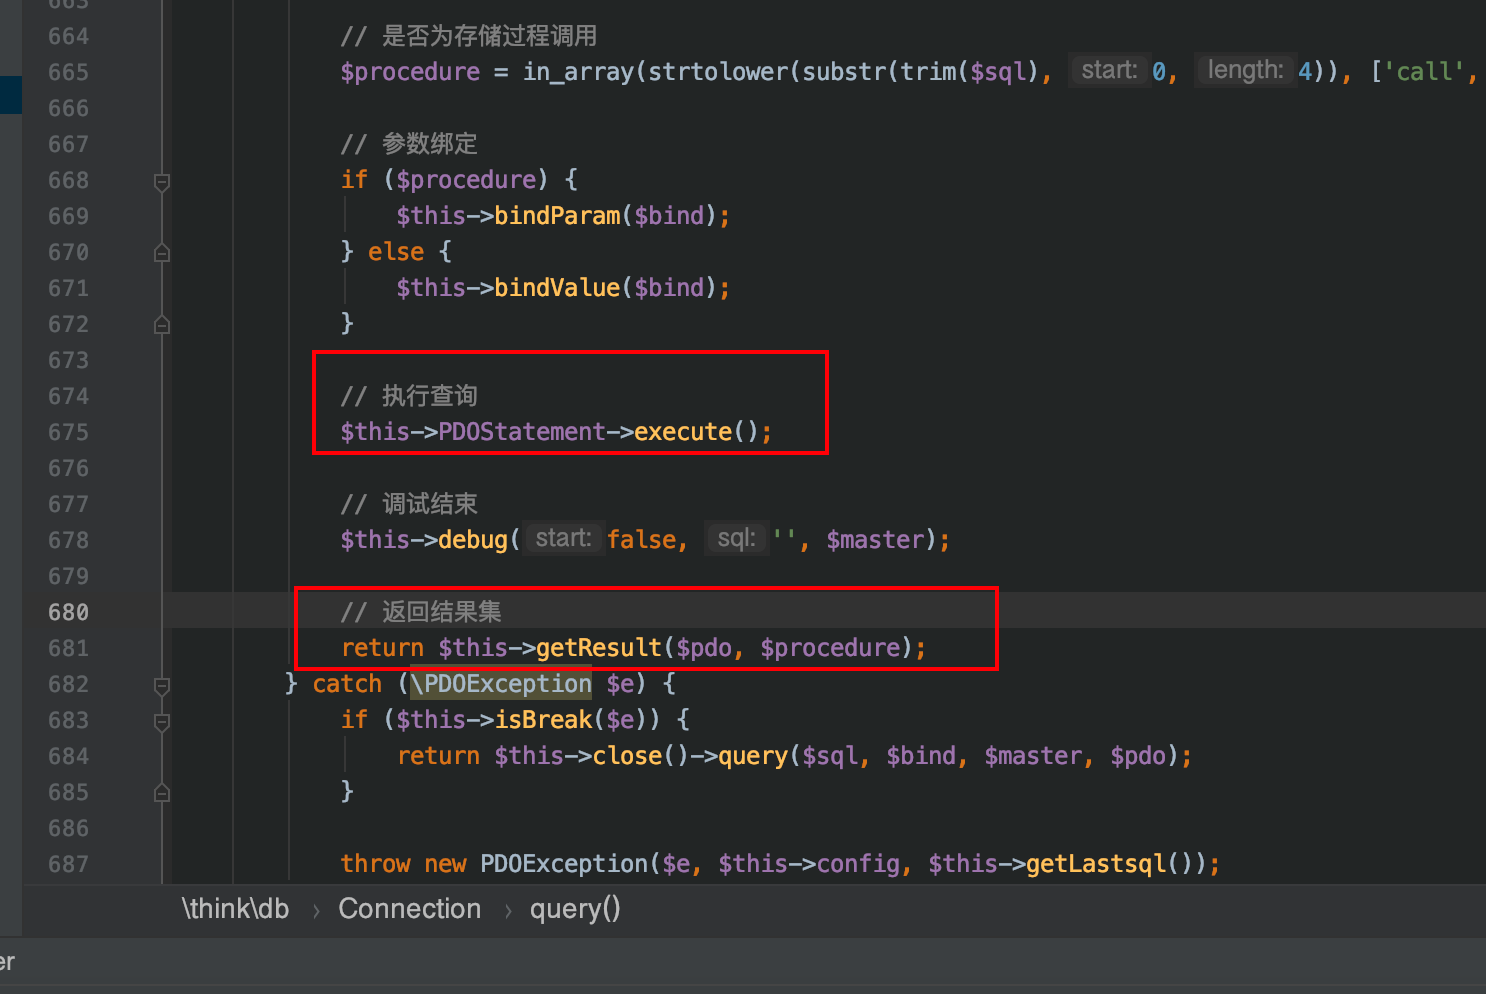 663
664 // 是否为存储过程调用
665 $procedure = in_array(strtolower(substr(trim($sql), start: 0, length: 4)), ['call',
666
667 // 参数绑定
668 if ($procedure) {
669 $this->bindParam($bind);
670 } else {
671 $this->bindValue($bind);
672 }
673
674 // 执行查询
675 $this->PDOStatement->execute();
676
677 // 调试结束
678 $this->debug( start: false, sql: '', $master);
679
680 // 返回结果集
681 return $this->getResult($pdo, $procedure);
682 } catch (\PDOException $e) {
683 if ($this->isBreak($e)) {
684 return $this->close()->query($sql, $bind, $master, $pdo);
685 }
686
687 throw new PDOException($e, $this->config, $this->getLastsql());
\think\db › Connection › query()
er